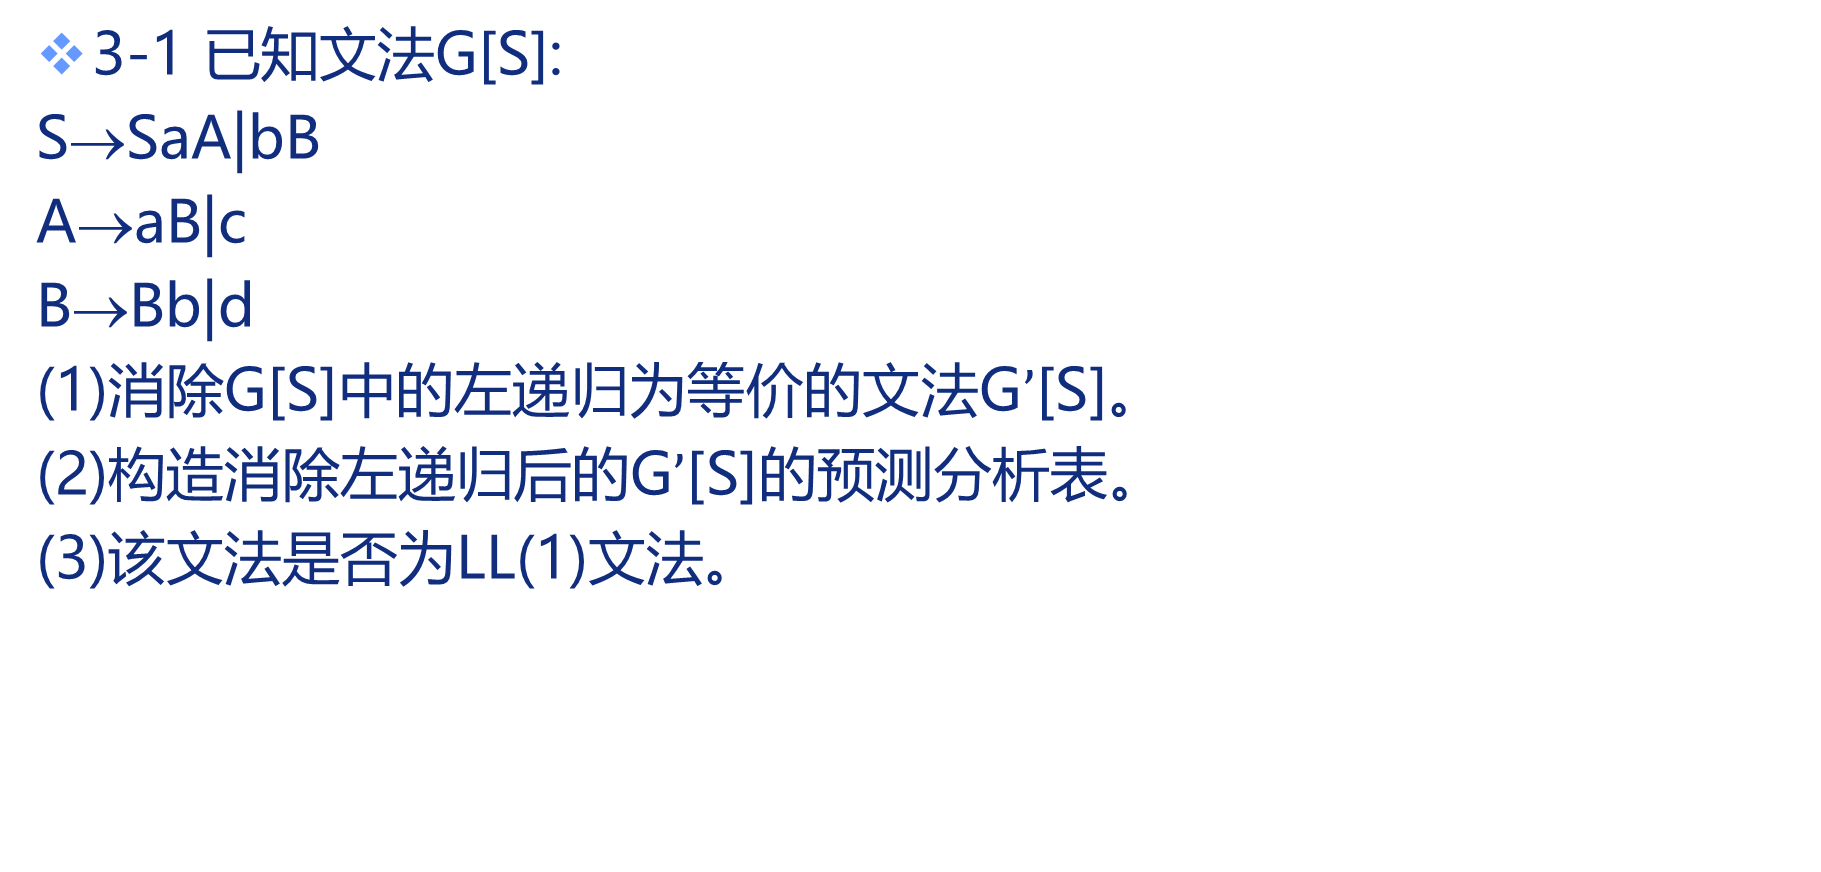 ❖3-1 已知文法G[S]:
S→SaA|bB
A→aB|c
B→Bb|d
(1)消除G[S]中的左递归为等价的文法G’[S]。
(2)构造消除左递归后的G’[S]的预测分析表。
(3)该文法是否为LL(1)文法。